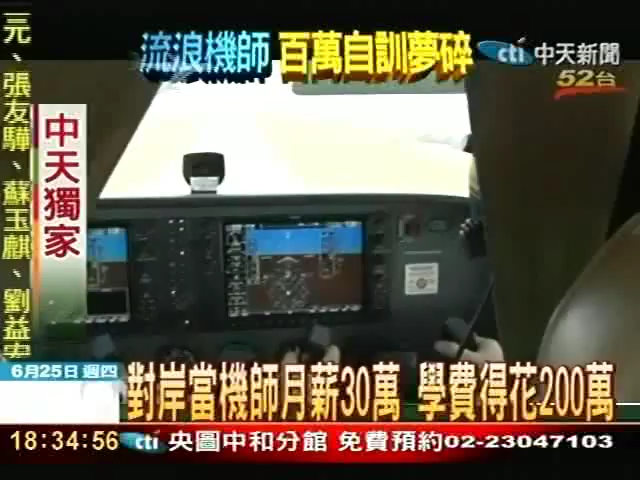 流浪機師 百萬自訓夢碎
cti 中天新聞
52台
元、張友驊、蘇玉麒、劉益宏
中天獨家
對岸當機師月薪30萬 學費得花200萬
6月25日 週四
18:34:56 cti 央圖中和分館 免費預約02-23047103